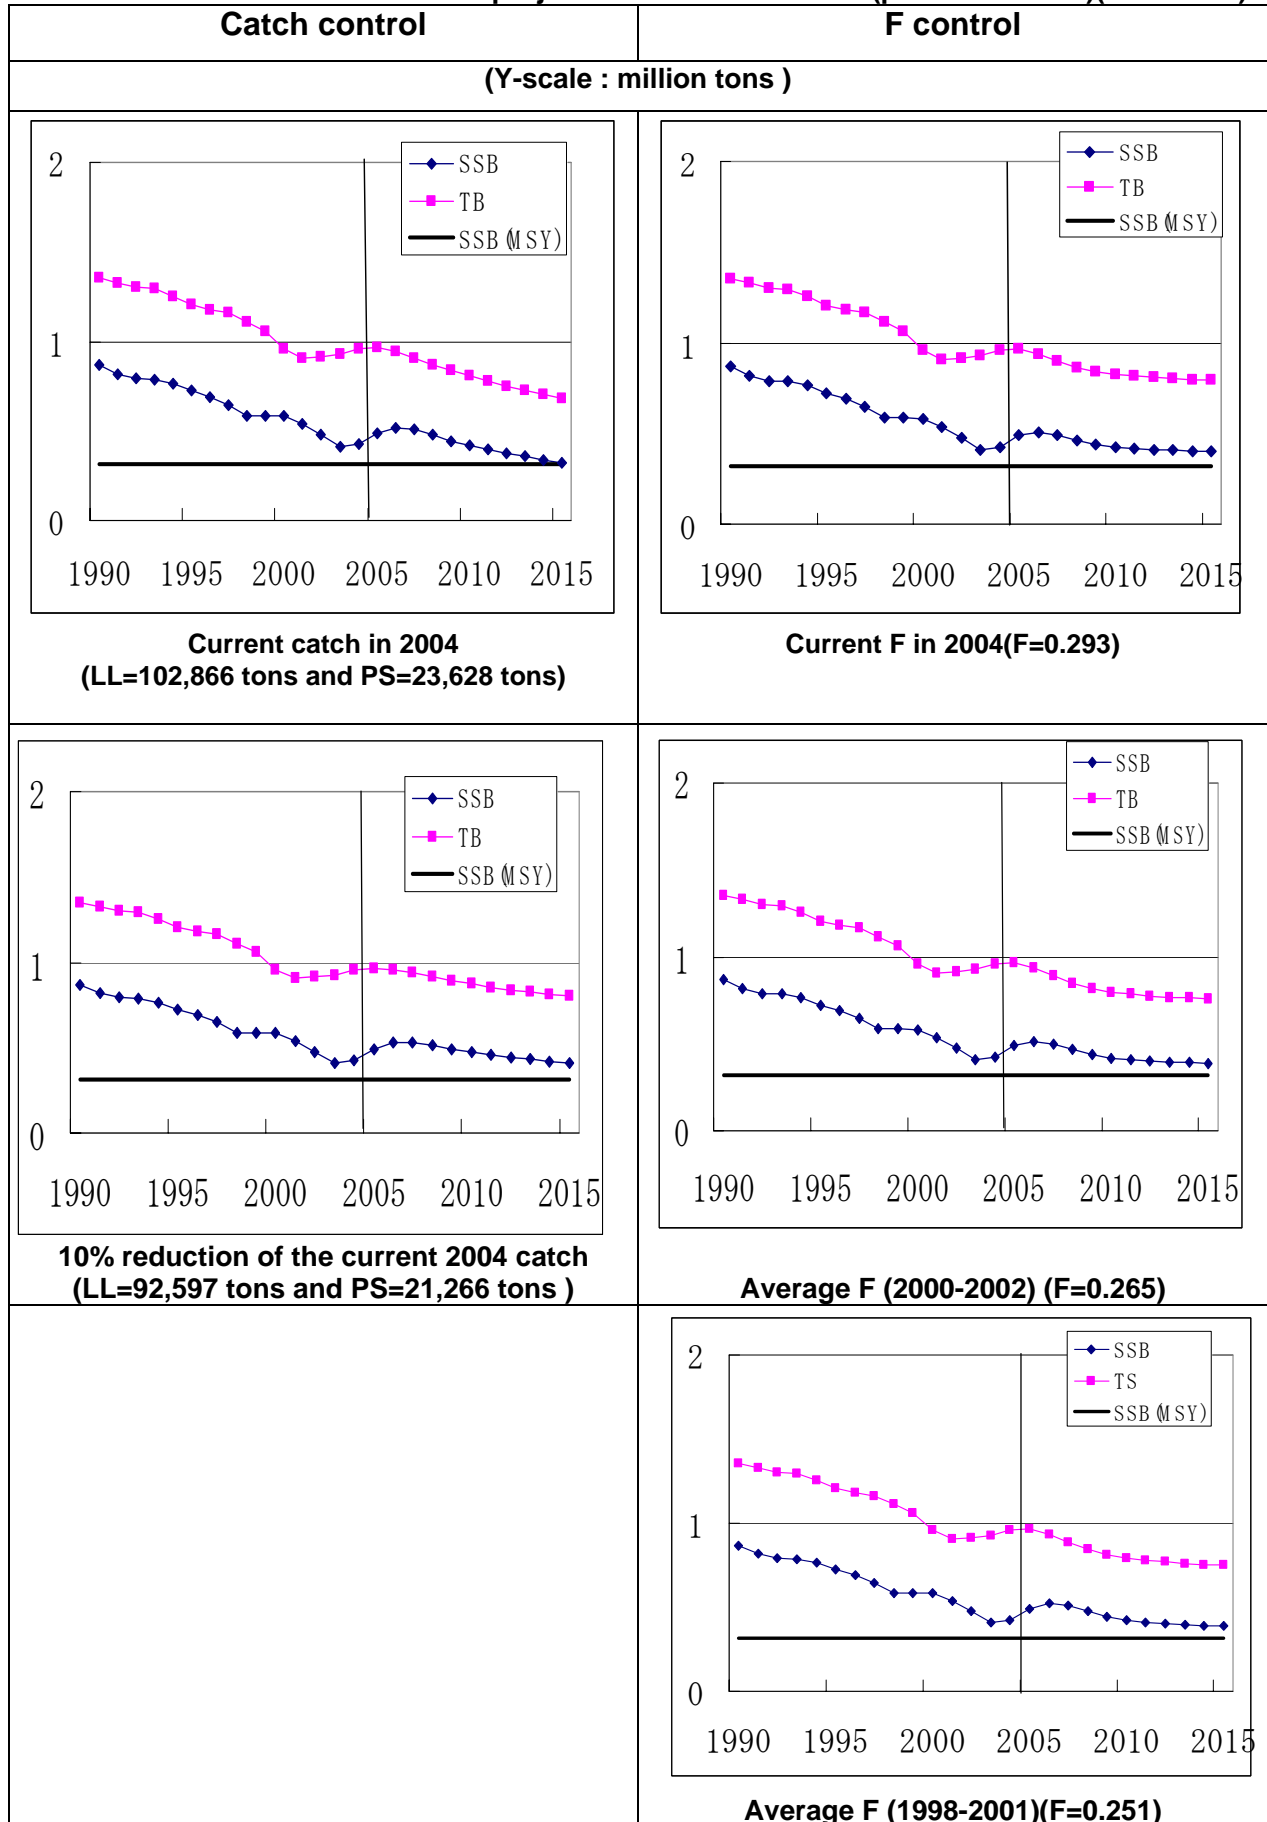 Catch control
F control
(Y-scale : million tons )
2
1
0
SSB
TB
SSB(MSY)
1990 1995 2000 2005 2010 2015
Current catch in 2004
(LL=102,866 tons and PS=23,628 tons)
2
1
0
SSB
TB
SSB(MSY)
1990 1995 2000 2005 2010 2015
Current F in 2004(F=0.293)
2
1
0
SSB
TB
SSB(MSY)
1990 1995 2000 2005 2010 2015
10% reduction of the current 2004 catch
(LL=92,597 tons and PS=21,266 tons )
2
1
0
SSB
TB
SSB(MSY)
1990 1995 2000 2005 2010 2015
Average F (2000-2002) (F=0.265)
2
1
0
SSB
TS
SSB(MSY)
1990 1995 2000 2005 2010 2015
Average F (1998-2001)(F=0.251)